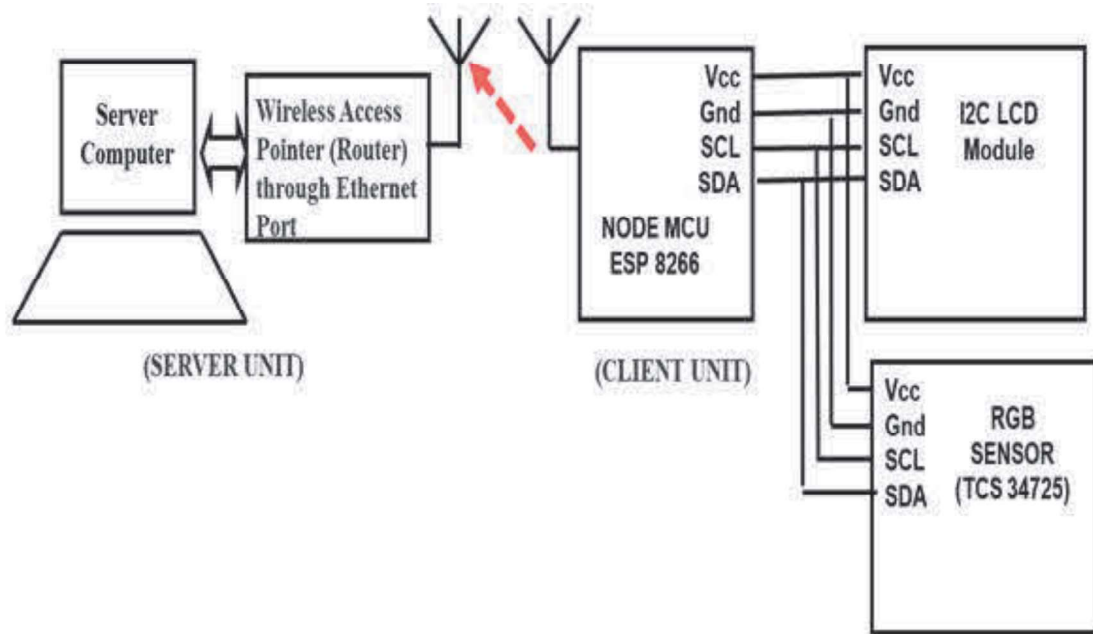 Server
Computer
Wireless Access
Pointer (Router)
through Ethernet
Port
(SERVER UNIT)
Vcc
Gnd
SCL
SDA
NODE MCU
ESP 8266
(CLIENT UNIT)
Vcc
Gnd
SCL
SDA
I2C LCD
Module
Vcc
Gnd
SCL
SDA
RGB
SENSOR
(TCS 34725)